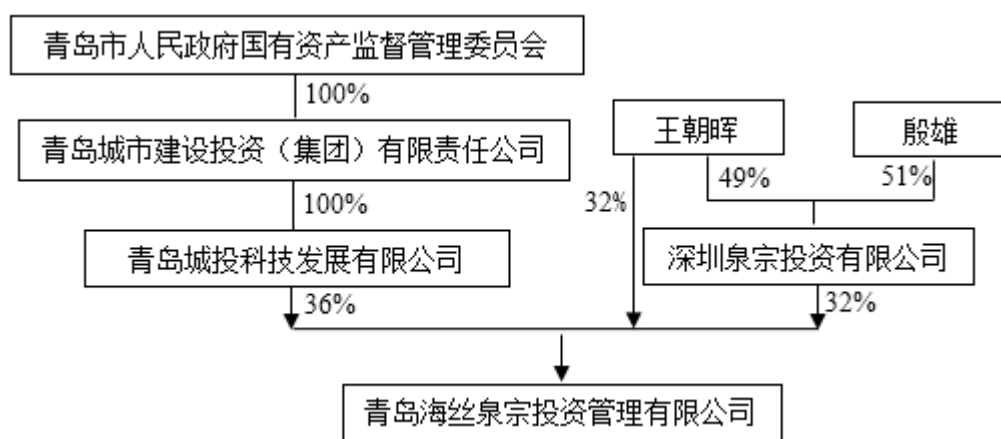 青岛市人民政府国有资产监督管理委员会
100%
青岛城市建设投资（集团）有限责任公司
王朝晖
殷雄
100%
32%
49%
51%
青岛城投科技发展有限公司
深圳泉宗投资有限公司
36%
32%
青岛海丝泉宗投资管理有限公司